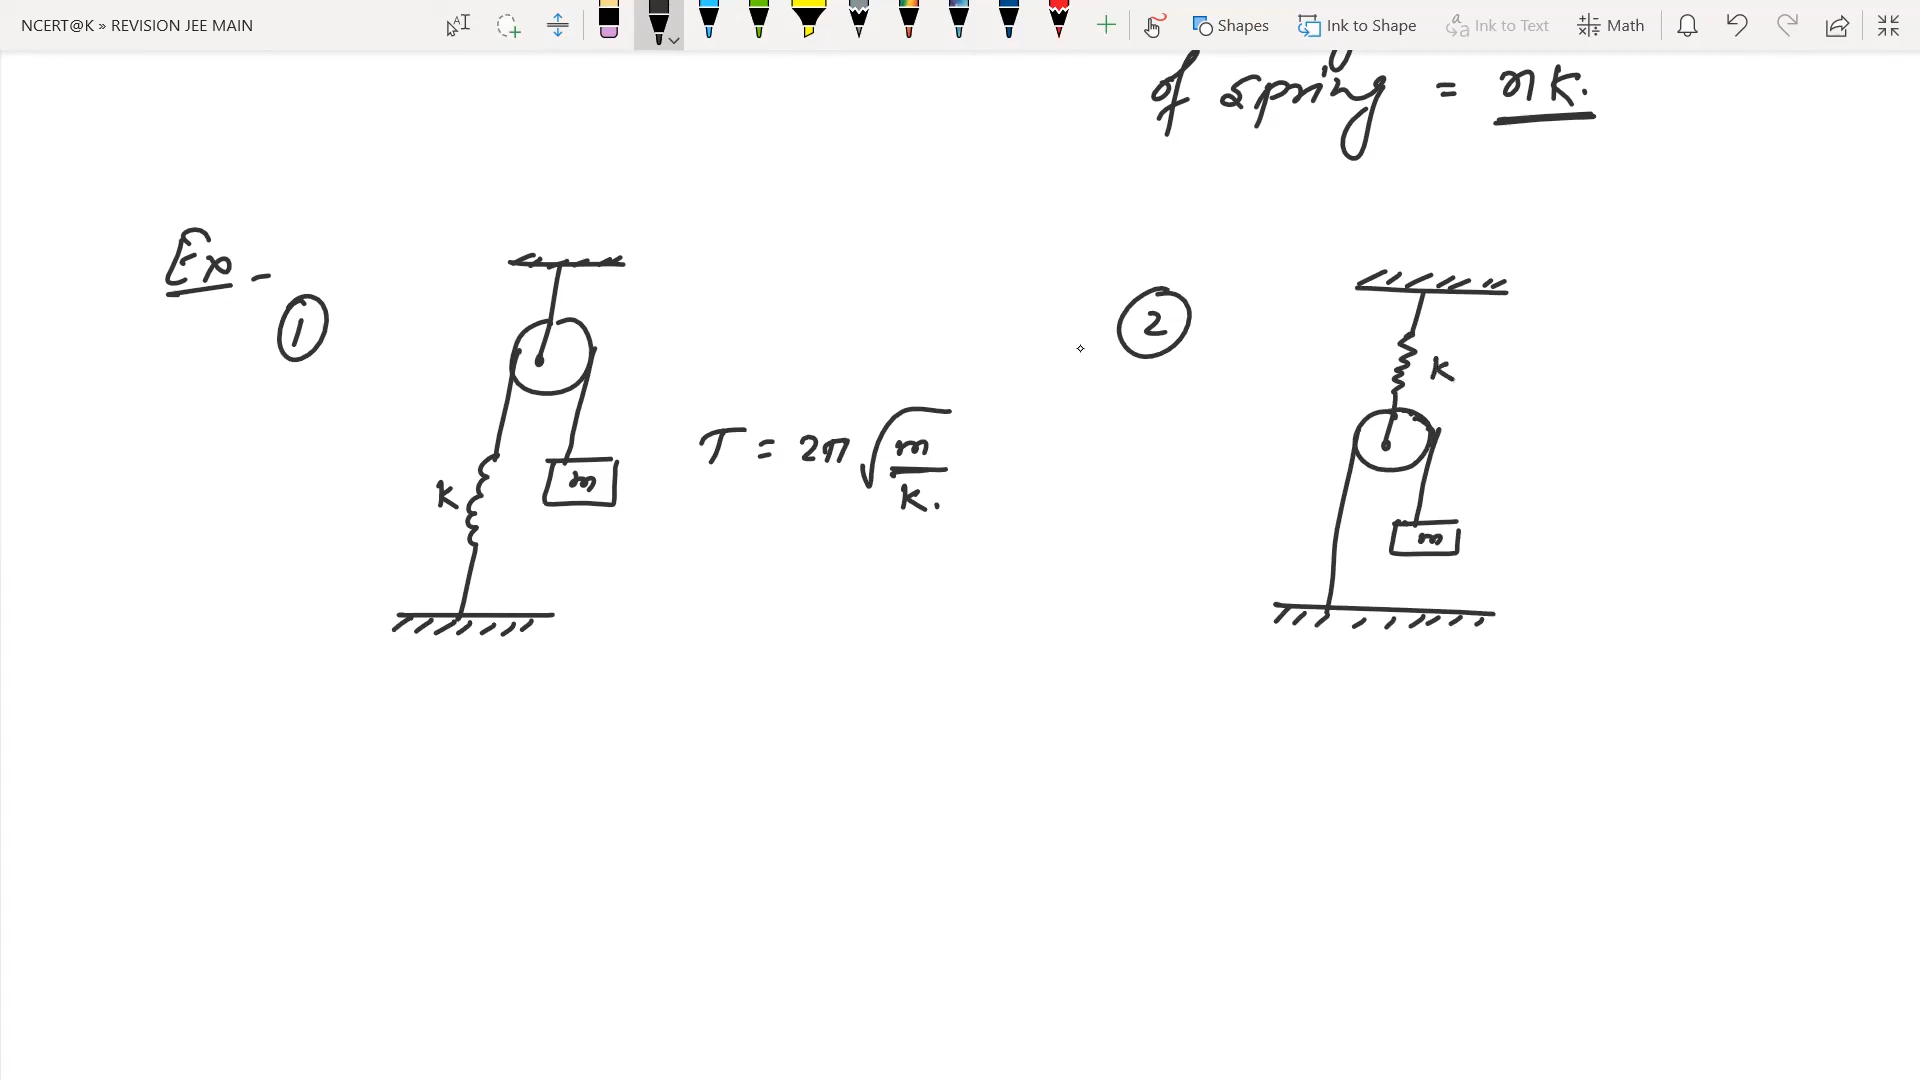 NCERT@K » REVISION JEE MAIN
Shapes
Ink to Shape
Ink to Text
Math
of spring = nk.
Ex -
1
T = 2π √m/k.
k
m
2
k
m